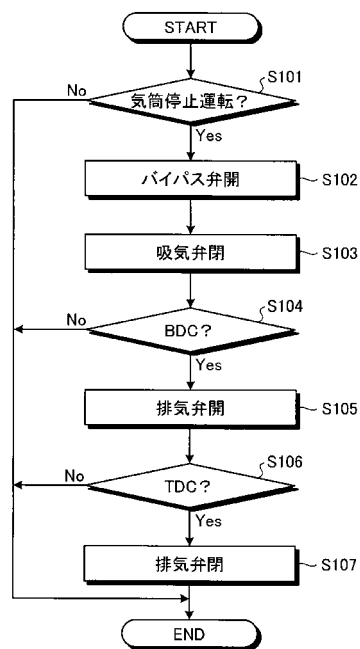 START
S101
No
気筒停止運転？
Yes
バイパス弁開
S102
吸気弁閉
S103
S104
No
BDC？
Yes
排気弁開
S105
S106
No
TDC？
Yes
排気弁閉
S107
END